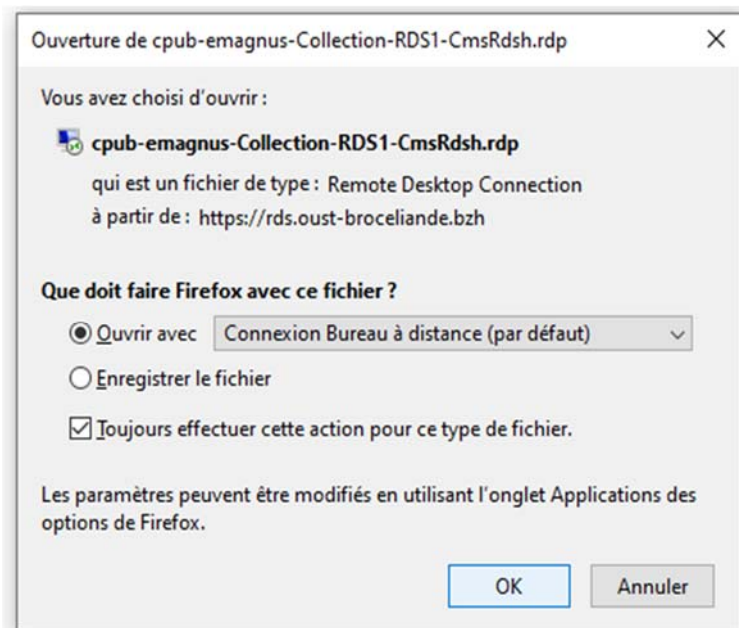 Ouverture de cpub-emagnus-Collection-RDS1-CmsRdsh.rdp
Vous avez choisi d'ouvrir :
cpub-emagnus-Collection-RDS1-CmsRdsh.rdp
qui est un fichier de type : Remote Desktop Connection
à partir de : https://rds.oust-broceliande.bzh
Que doit faire Firefox avec ce fichier ?
Ouvrir avec Connexion Bureau à distance (par défaut)
Enregistrer le fichier
Toujours effectuer cette action pour ce type de fichier.
Les paramètres peuvent être modifiés en utilisant l'onglet Applications des
options de Firefox.
OK Annuler